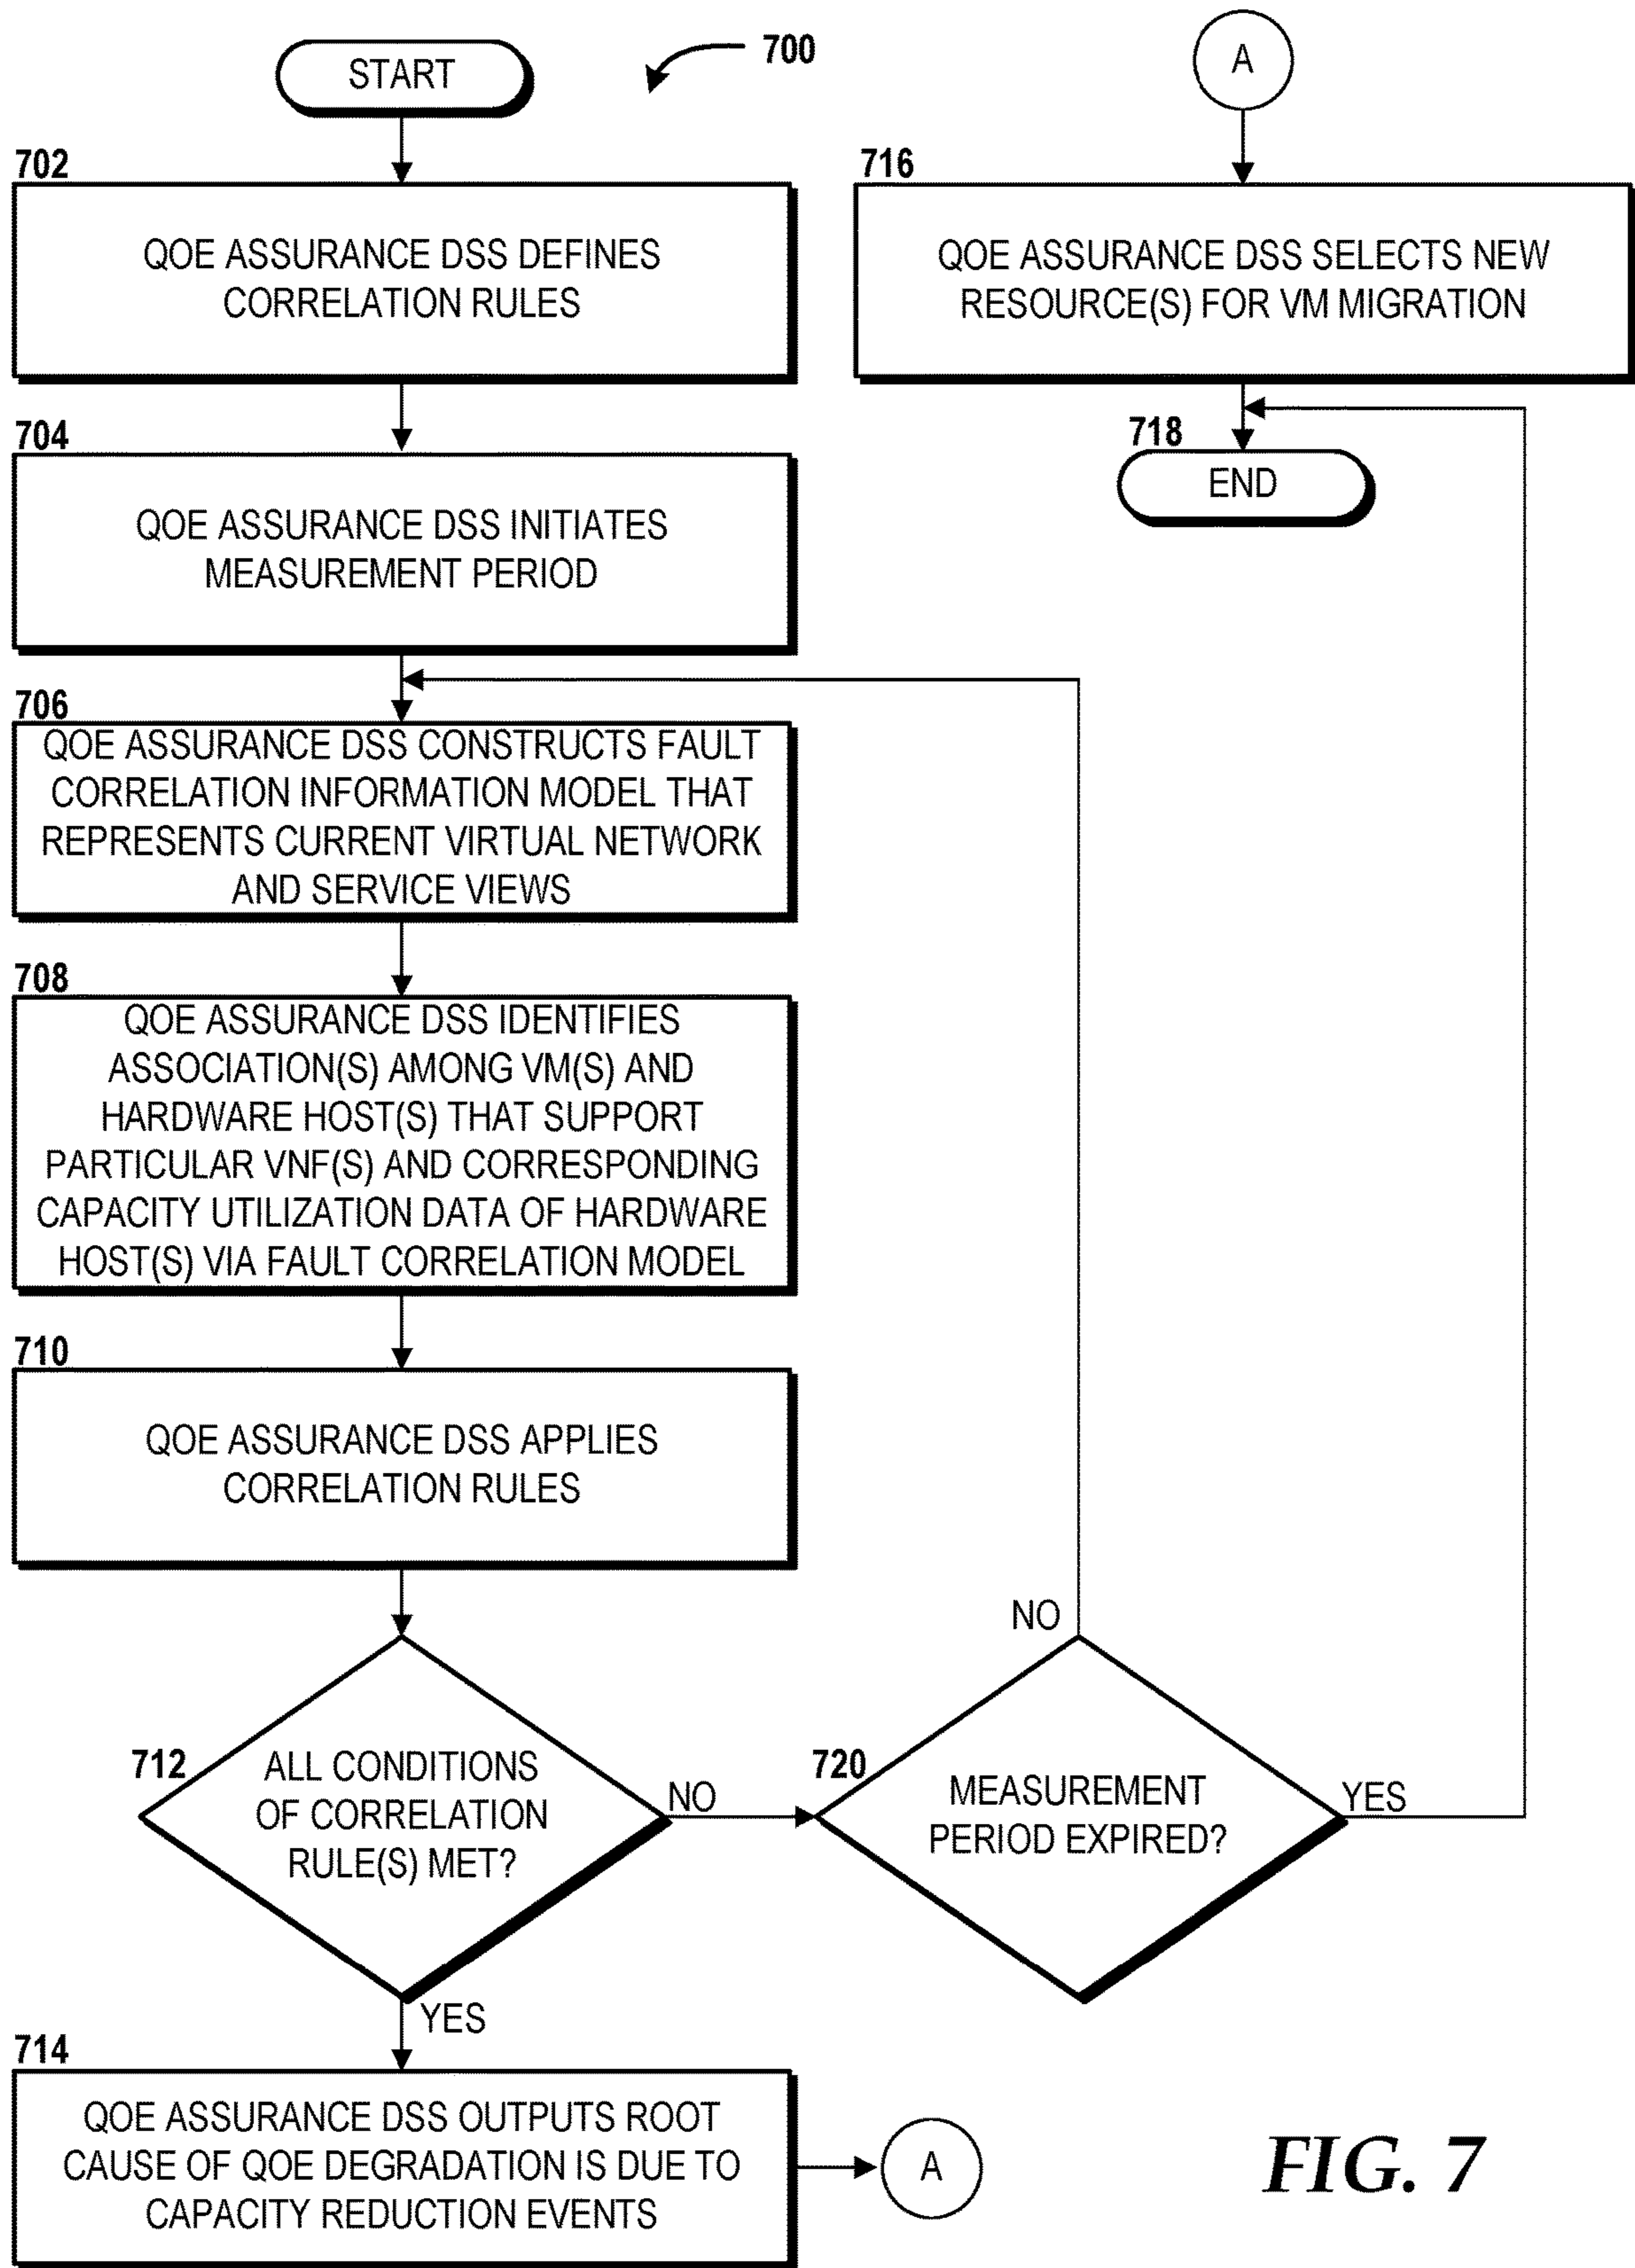 START
700
702
QOE ASSURANCE DSS DEFINES
CORRELATION RULES
704
QOE ASSURANCE DSS INITIATES
MEASUREMENT PERIOD
706
QOE ASSURANCE DSS CONSTRUCTS FAULT
CORRELATION INFORMATION MODEL THAT
REPRESENTS CURRENT VIRTUAL NETWORK
AND SERVICE VIEWS
708
QOE ASSURANCE DSS IDENTIFIES
ASSOCIATION(S) AMONG VM(S) AND
HARDWARE HOST(S) THAT SUPPORT
PARTICULAR VNF(S) AND CORRESPONDING
CAPACITY UTILIZATION DATA OF HARDWARE
HOST(S) VIA FAULT CORRELATION MODEL
710
QOE ASSURANCE DSS APPLIES
CORRELATION RULES
712
ALL CONDITIONS
OF CORRELATION
RULE(S) MET?
NO
YES
714
QOE ASSURANCE DSS OUTPUTS ROOT
CAUSE OF QOE DEGRADATION IS DUE TO
CAPACITY REDUCTION EVENTS
A
A
716
QOE ASSURANCE DSS SELECTS NEW
RESOURCE(S) FOR VM MIGRATION
718
END
NO
720
MEASUREMENT
PERIOD EXPIRED?
YES
FIG. 7